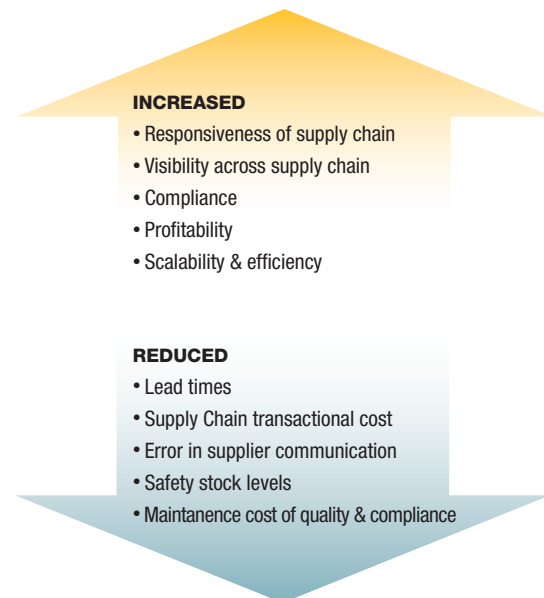 INCREASED
• Responsiveness of supply chain
• Visibility across supply chain
• Compliance
• Profitability
• Scalability & efficiency
REDUCED
• Lead times
• Supply Chain transactional cost
• Error in supplier communication
• Safety stock levels
• Maintanence cost of quality & compliance